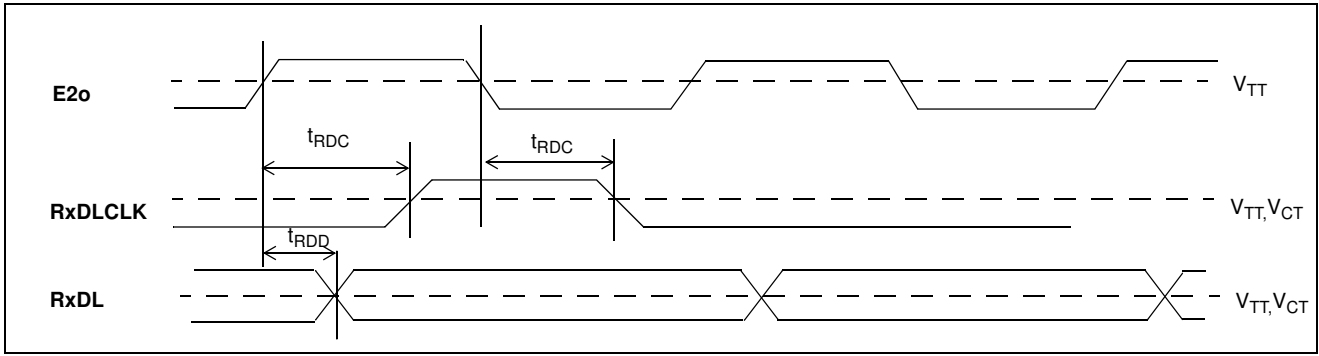 E2o
V_TT
t_RDC
t_RDC
RxDLCLK
V_TT,V_CT
t_RDD
RxDL
V_TT,V_CT